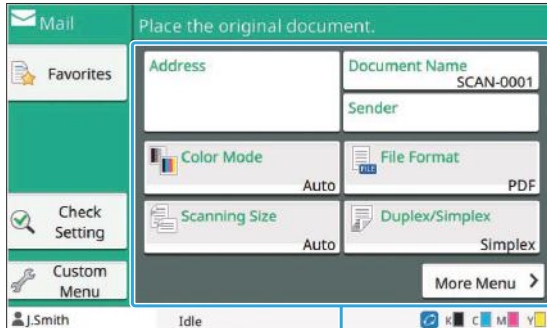 Mail
Place the original document.
Favorites
Address
Document Name
SCAN-0001
Sender
Color Mode
Auto
File Format
FILE
PDF
Check
Setting
Scanning Size
Auto
Duplex/Simplex
Simplex
Custom
Menu
More Menu
J.Smith
Idle
K C M Y